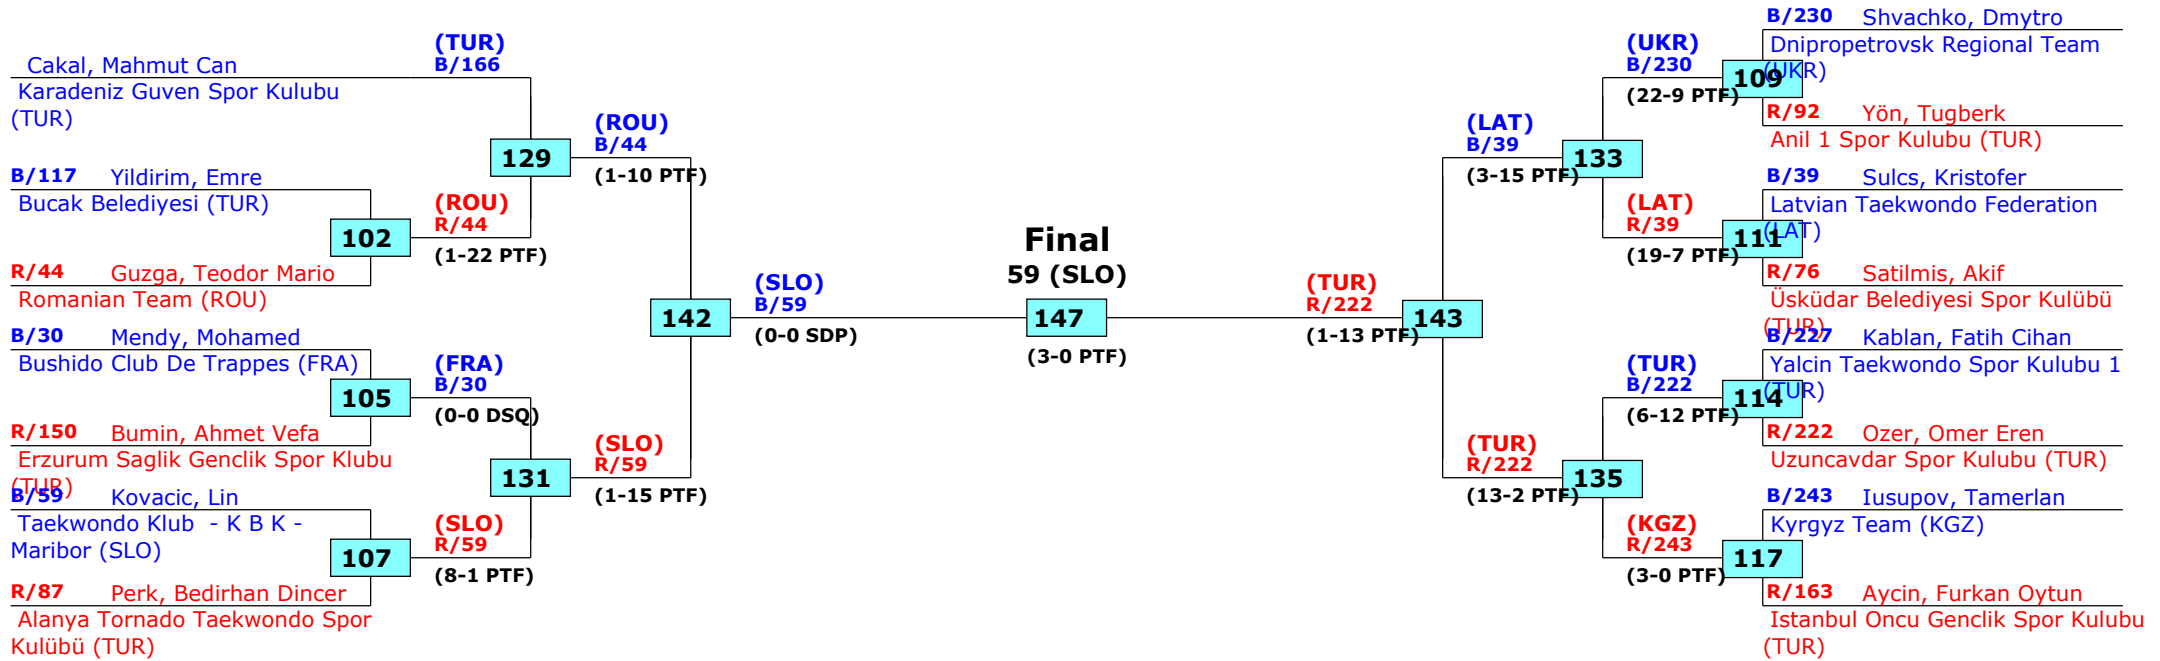 Cakal, Mahmut Can
Karadeniz Guven Spor Kulubu
(TUR)
B/117 Yildirim, Emre
Bucak Belediyesi (TUR)
102
R/44 Guzga, Teodor Mario
Romanian Team (ROU)
B/30 Mendy, Mohamed
Bushido Club De Trappes (FRA)
105
R/150 Bumin, Ahmet Vefa
Erzurum Saglik Genclik Spor Klubu
(TUR)
B/59 Kovacic, Lin
Taekwondo Klub - K B K -
Maribor (SLO)
107
R/87 Perk, Bedirhan Dincer
Alanya Tornado Taekwondo Spor
Kulübü (TUR)
(TUR)
B/166
129
(ROU)
R/44
(1-22 PTF)
(FRA)
B/30
(0-0 DSQ)
131
(SLO)
R/59
(8-1 PTF)
(ROU)
B/44
(1-10 PTF)
142
(SLO)
R/59
(1-15 PTF)
(SLO)
B/59
(0-0 SDP)
Final
59 (SLO)
147
(3-0 PTF)
(TUR)
R/222
(1-13 PTF)
143
(LAT)
B/39
(3-15 PTF)
133
(TUR)
R/222
(13-2 PTF)
135
(UKR)
B/230
(22-9 PTF)
(LAT)
R/39
(19-7 PTF)
(TUR)
B/222
(6-12 PTF)
(KGZ)
R/243
(3-0 PTF)
B/230 Shvachko, Dmytro
Dnipropetrovsk Regional Team
(UKR)
109
R/92 Yön, Tugberk
Anil 1 Spor Kulubu (TUR)
B/39 Sulcs, Kristofer
Latvian Taekwondo Federation
(LAT)
111
R/76 Satilmis, Akif
Üsküdar Belediyesi Spor Kulübü
(TUR)
B/227 Kablan, Fatih Cihan
Yalcin Taekwondo Spor Kulubu 1
(TUR)
114
R/222 Ozer, Omer Eren
Uzuncavdar Spor Kulubu (TUR)
B/243 Iusupov, Tamerlan
Kyrgyz Team (KGZ)
117
R/163 Aycin, Furkan Oytun
Istanbul Oncu Genclik Spor Kulubu
(TUR)